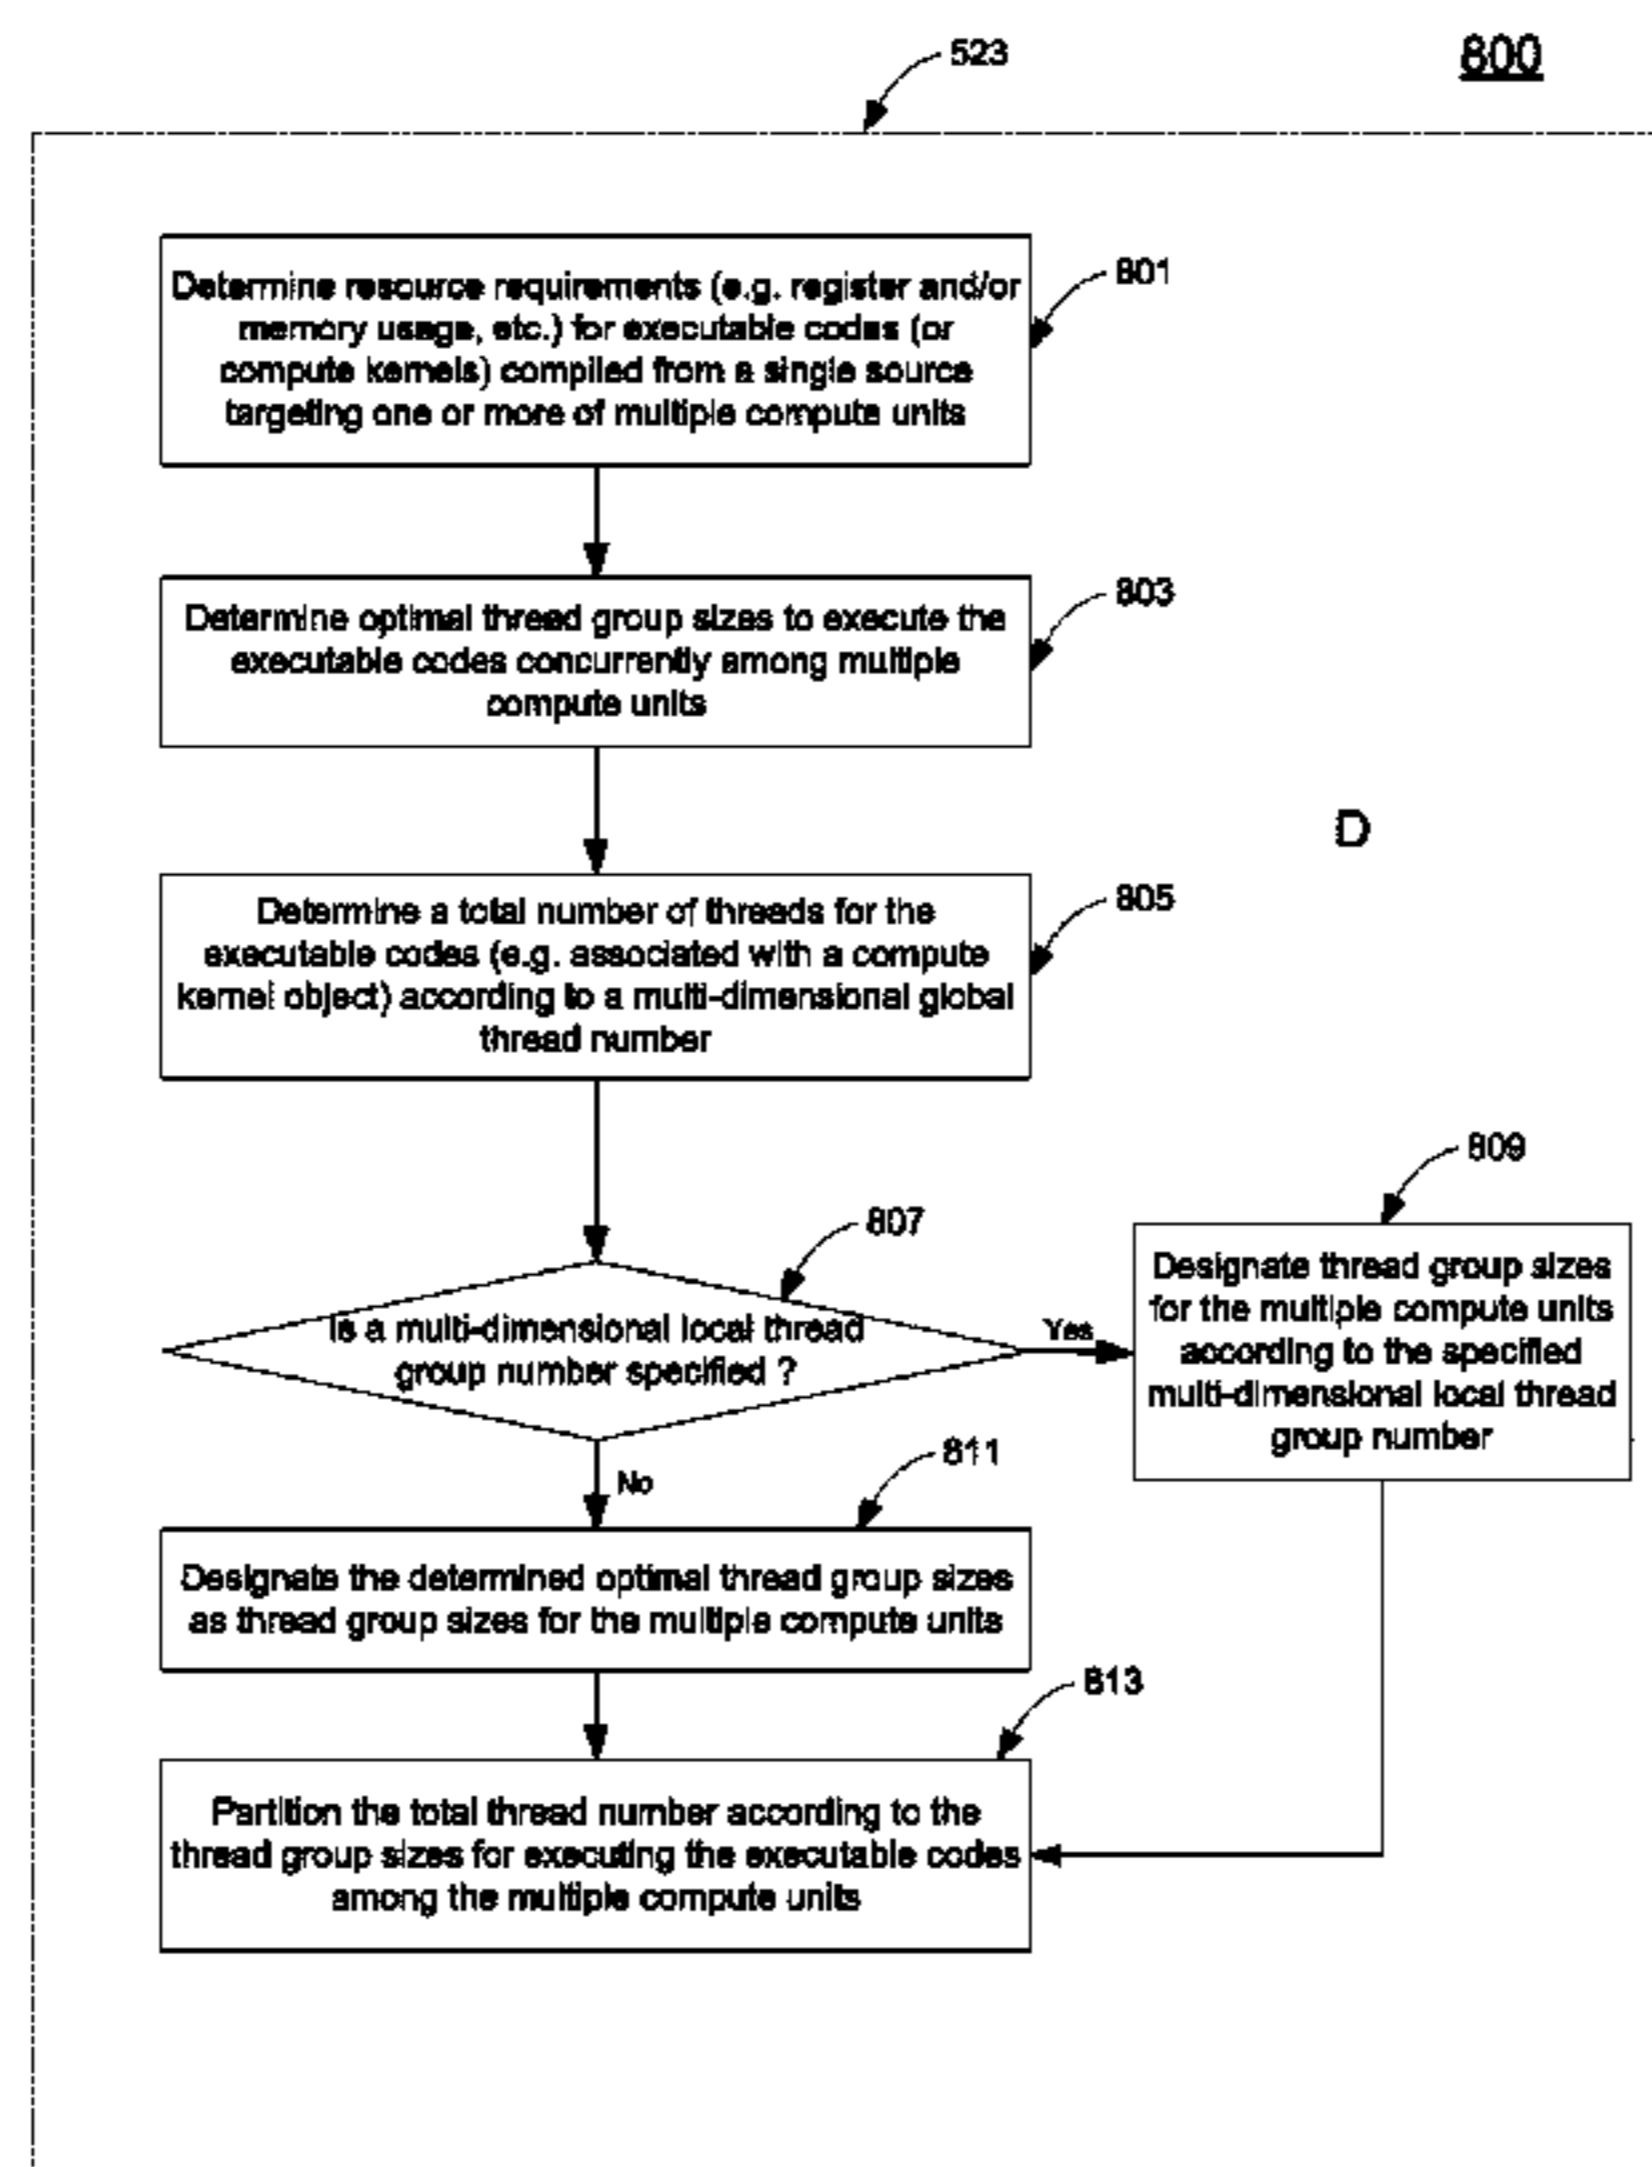 523
800
Determine resource requirements (e.g. register and/or
memory usage, etc.) for executable codes (or
compute kernels) compiled from a single source
targeting one or more of multiple compute units
801
Determine optimal thread group sizes to execute the
executable codes concurrently among multiple
compute units
803
D
Determine a total number of threads for the
executable codes (e.g. associated with a compute
kernel object) according to a multi-dimensional global
thread number
805
807
Is a multi-dimensional local thread
group number specified ?
Yes
809
Designate thread group sizes
for the multiple compute units
according to the specified
multi-dimensional local thread
group number
No
811
Designate the determined optimal thread group sizes
as thread group sizes for the multiple compute units
813
Partition the total thread number according to the
thread group sizes for executing the executable codes
among the multiple compute units